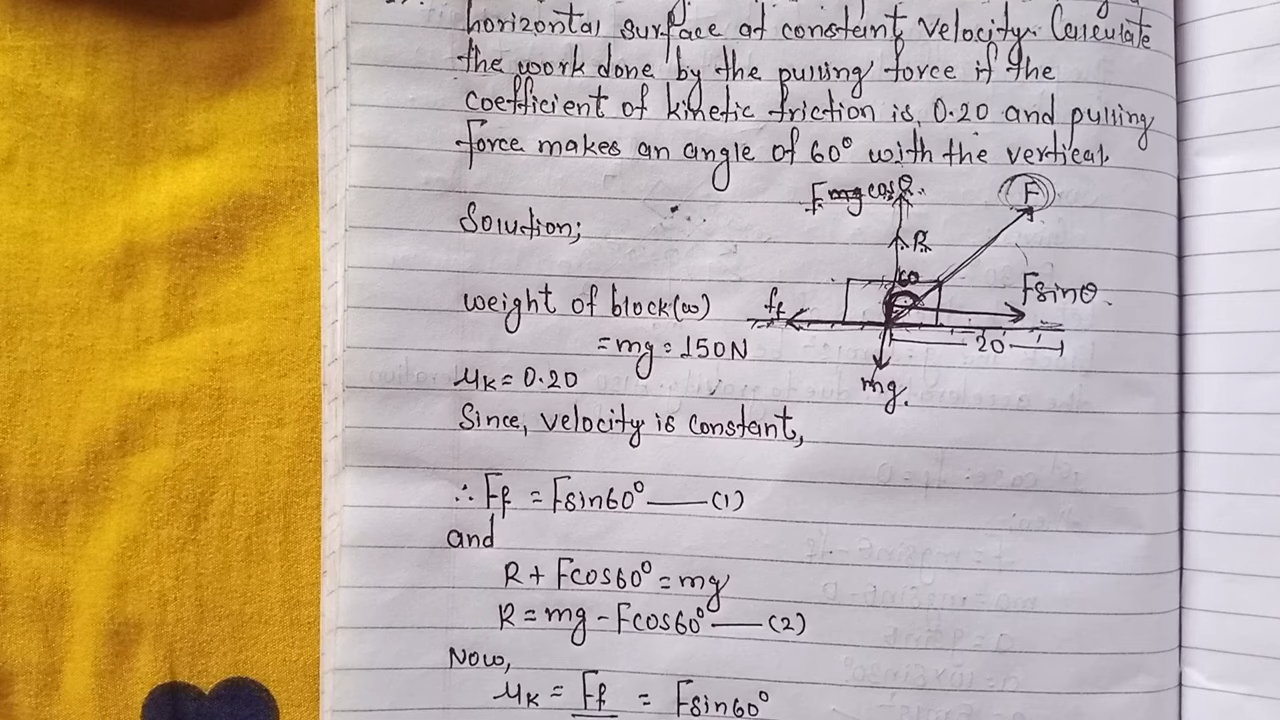 horizontal surface at constant velocity. Calculate
the work done by the pulling force if the
coefficient of kinetic friction is 0.20 and pulling
Force makes an angle of 60° with the vertical.
Solution;
F cosθ
F
R
60
Fsinθ.
weight of block(ω)
ff
20
= mg = 150N
mg.
μK = 0.20
Since, velocity is constant,
∴ Ff = Fsin60° —— (1)
and
R + Fcos60° = mg
R = mg - Fcos60° —— (2)
Now,
μK = Ff = Fsin60°